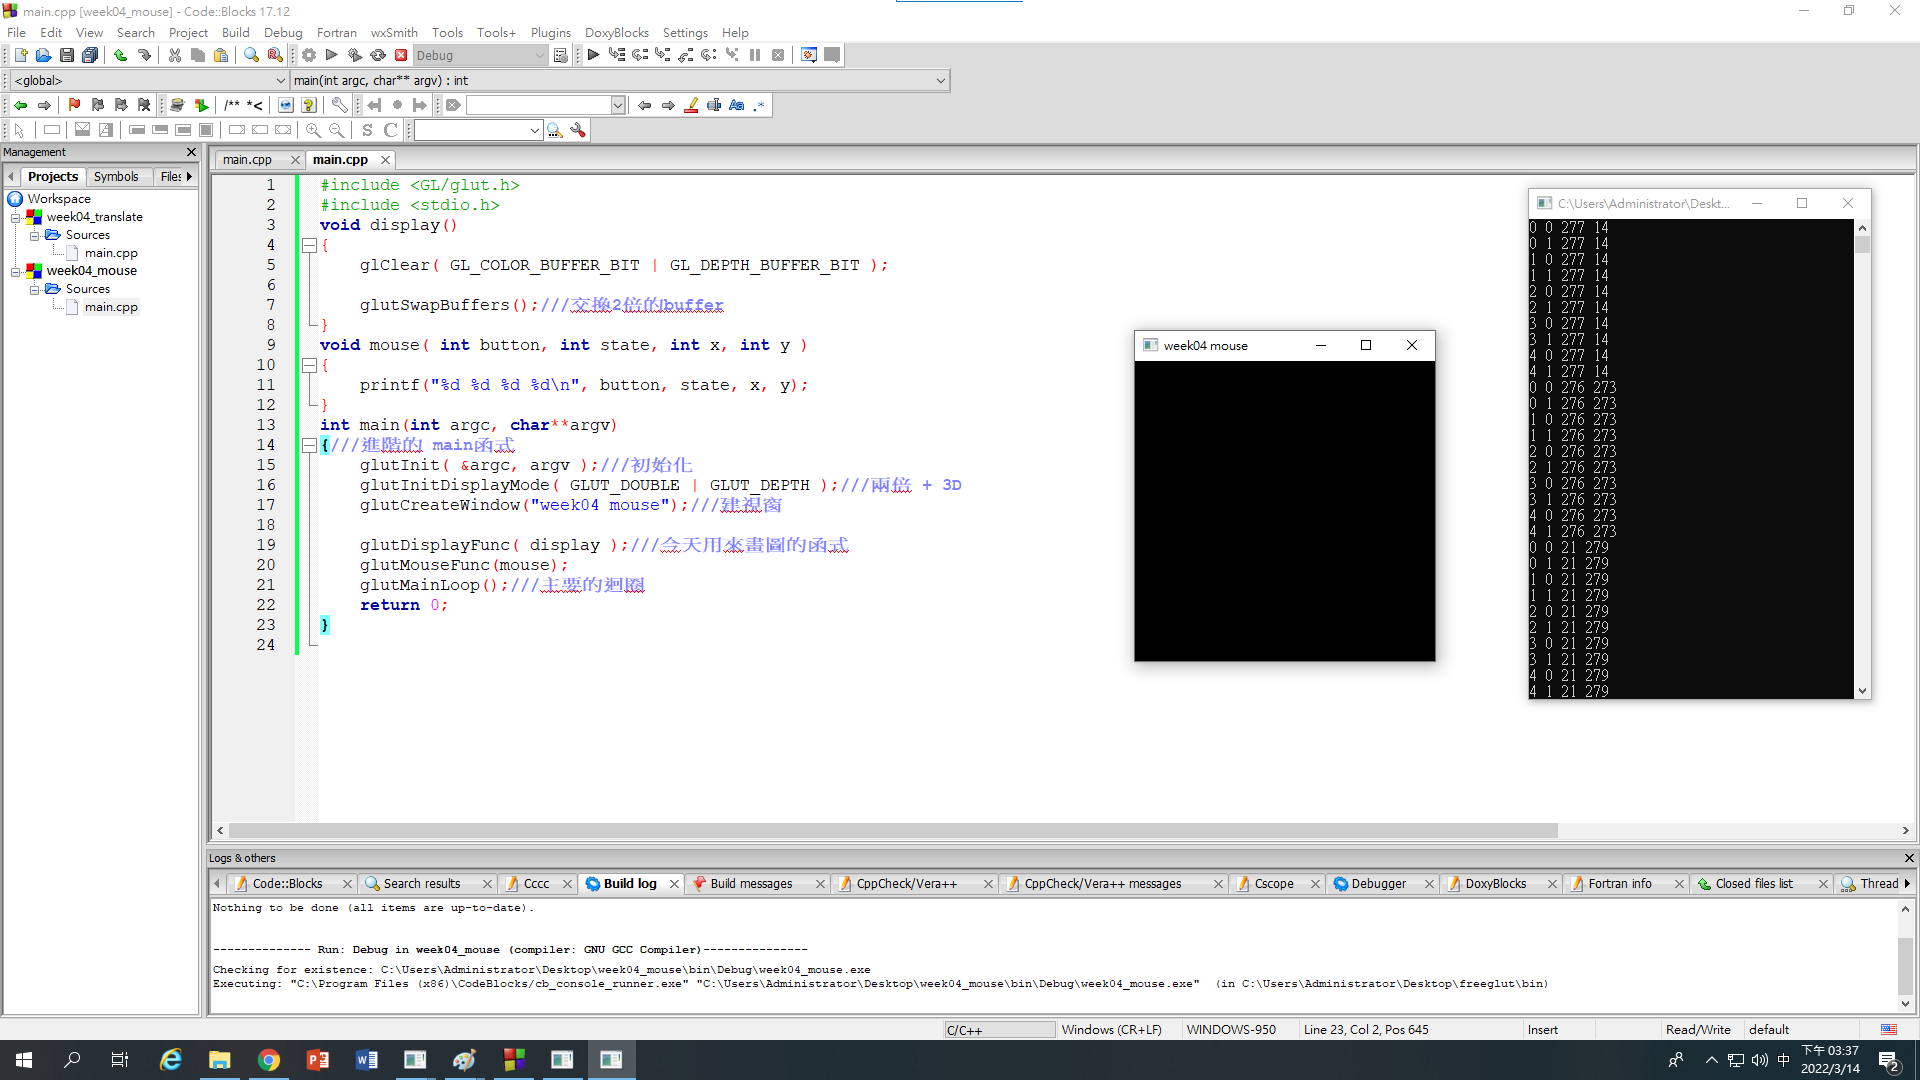 main.cpp [week04_mouse] - Code::Blocks 17.12
File Edit View Search Project Build Debug Fortran wxSmith Tools Tools+ Plugins DoxyBlocks Settings Help
Debug
<global> main(int argc, char** argv) : int
/** *<
Aa .*
S C
Management
Projects Symbols Files
Workspace
week04_translate
Sources
main.cpp
week04_mouse
Sources
main.cpp
main.cpp main.cpp
1 #include <GL/glut.h>
2 #include <stdio.h>
3 void display()
4 {
5 glClear( GL_COLOR_BUFFER_BIT | GL_DEPTH_BUFFER_BIT );
6
7 glutSwapBuffers();///交換2倍的buffer
8 }
9 void mouse( int button, int state, int x, int y )
10 {
11 printf("%d %d %d %d\n", button, state, x, y);
12 }
13 int main(int argc, char**argv)
14 {///進階的 main函式
15 glutInit( &argc, argv );///初始化
16 glutInitDisplayMode( GLUT_DOUBLE | GLUT_DEPTH );///兩倍 + 3D
17 glutCreateWindow("week04 mouse");///建視窗
18
19 glutDisplayFunc( display );///今天用來畫圖的函式
20 glutMouseFunc(mouse);
21 glutMainLoop();///主要的迴圈
22 return 0;
23 }
24
week04 mouse
C:\Users\Administrator\Deskt...
0 0 277 14
0 1 277 14
1 0 277 14
1 1 277 14
2 0 277 14
2 1 277 14
3 0 277 14
3 1 277 14
4 0 277 14
4 1 277 14
0 0 276 273
0 1 276 273
1 0 276 273
1 1 276 273
2 0 276 273
2 1 276 273
3 0 276 273
3 1 276 273
4 0 276 273
4 1 276 273
0 0 21 279
0 1 21 279
1 0 21 279
1 1 21 279
2 0 21 279
2 1 21 279
3 0 21 279
3 1 21 279
4 0 21 279
4 1 21 279
Logs & others
Code::Blocks Search results Cccc Build log Build messages CppCheck/Vera++ CppCheck/Vera++ messages Cscope Debugger DoxyBlocks Fortran info Closed files list Thread
Nothing to be done (all items are up-to-date).
-------------- Run: Debug in week04_mouse (compiler: GNU GCC Compiler)---------------
Checking for existence: C:\Users\Administrator\Desktop\week04_mouse\bin\Debug\week04_mouse.exe
Executing: "C:\Program Files (x86)\CodeBlocks/cb_console_runner.exe" "C:\Users\Administrator\Desktop\week04_mouse\bin\Debug\week04_mouse.exe"  (in C:\Users\Administrator\Desktop\freeglut\bin)
C/C++ Windows (CR+LF) WINDOWS-950 Line 23, Col 2, Pos 645 Insert Read/Write default
中 下午 03:37
2022/3/14
2